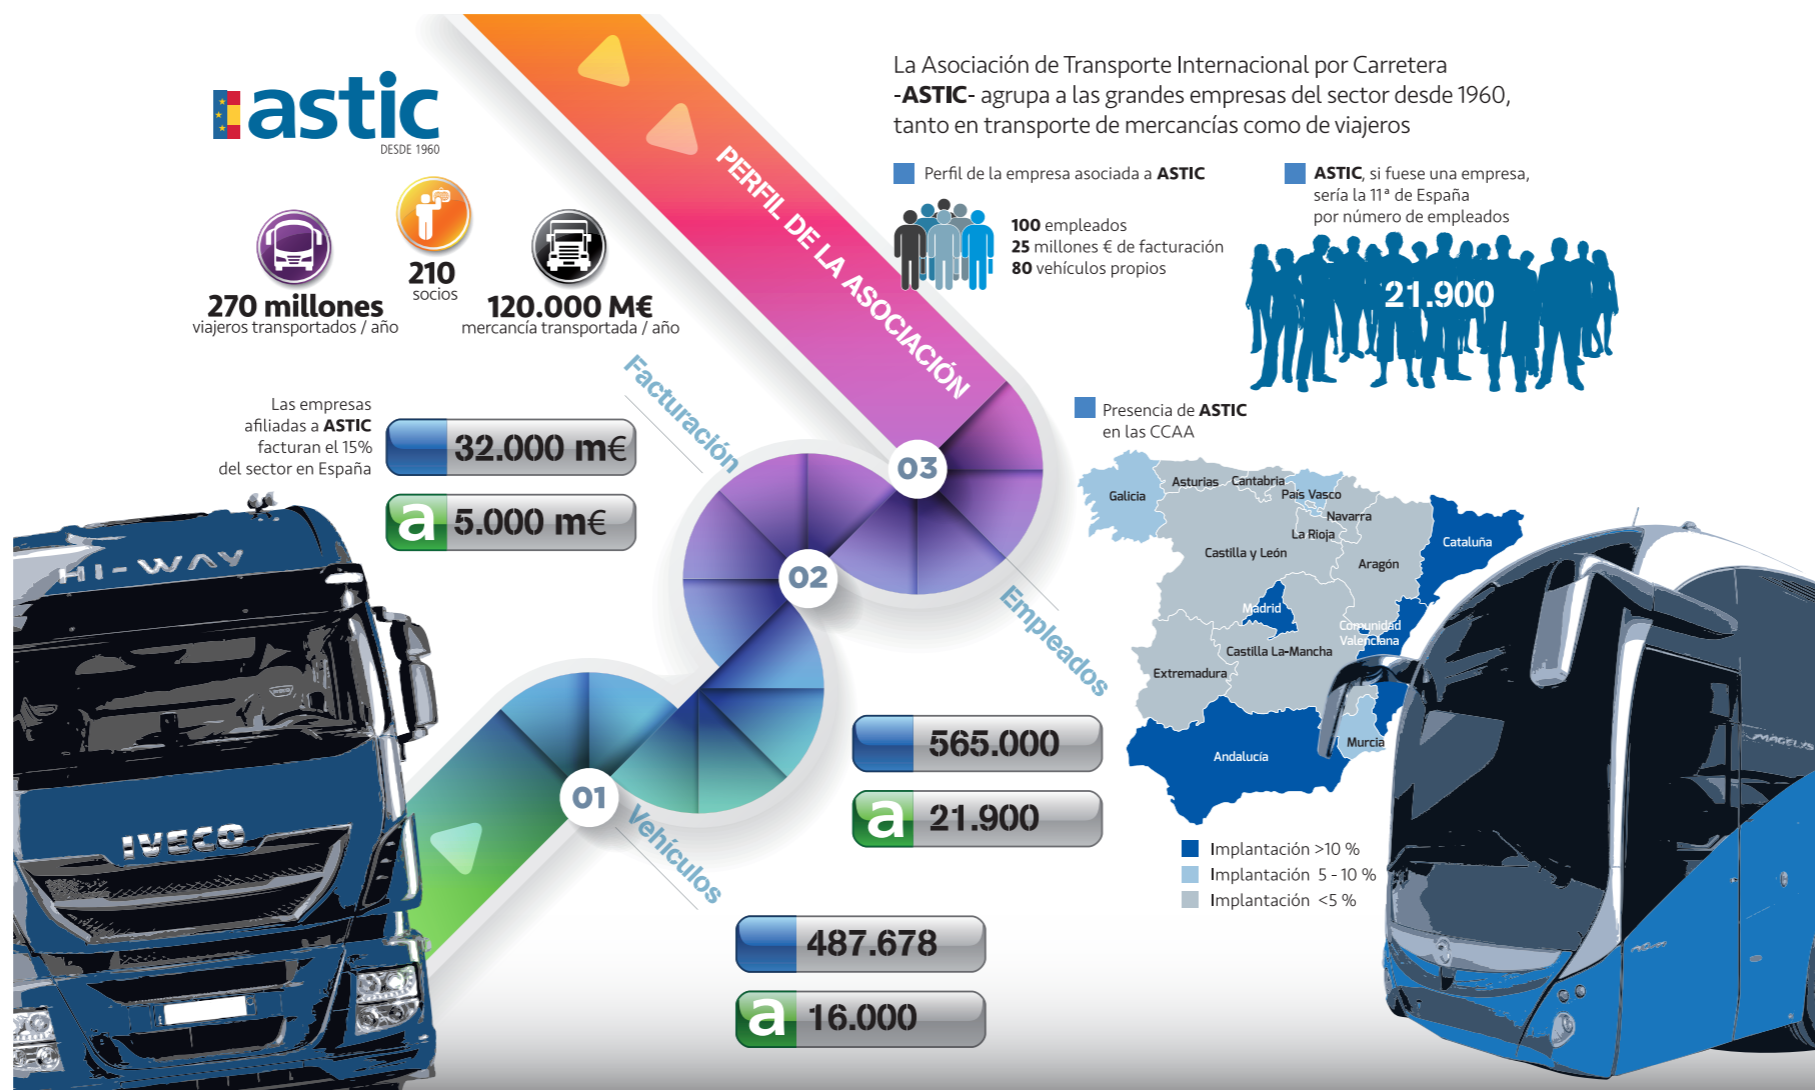 astic
DESDE 1960
270 millones
viajeros transportados / año
210
socios
120.000 M€
mercancía transportada / año
PERFIL DE LA ASOCIACIÓN
La Asociación de Transporte Internacional por Carretera
-ASTIC- agrupa a las grandes empresas del sector desde 1960,
tanto en transporte de mercancías como de viajeros
Perfil de la empresa asociada a ASTIC
100 empleados
25 millones € de facturación
80 vehículos propios
ASTIC, si fuese una empresa,
sería la 11ª de España
por número de empleados
21.900
Las empresas
afiliadas a ASTIC
facturan el 15%
del sector en España
32.000 m€
a 5.000 m€
Facturación
03
02
01
Empleados
565.000
a 21.900
Vehículos
487.678
a 16.000
Presencia de ASTIC
en las CCAA
Galicia
Asturias
Cantabria
País Vasco
Navarra
La Rioja
Castilla y León
Aragón
Cataluña
Madrid
Comunidad
Valenciana
Castilla La-Mancha
Extremadura
Murcia
Andalucía
Implantación >10 %
Implantación 5 - 10 %
Implantación <5 %
HI-WAY
IVECO
MAGELYS